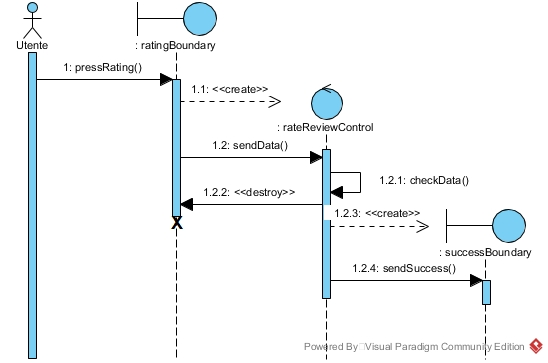 Utente
: ratingBoundary
1: pressRating()
1.1: <<create>>
: rateReviewControl
1.2: sendData()
1.2.1: checkData()
1.2.2: <<destroy>>
X
1.2.3: <<create>>
: successBoundary
1.2.4: sendSuccess()
Powered By Visual Paradigm Community Edition